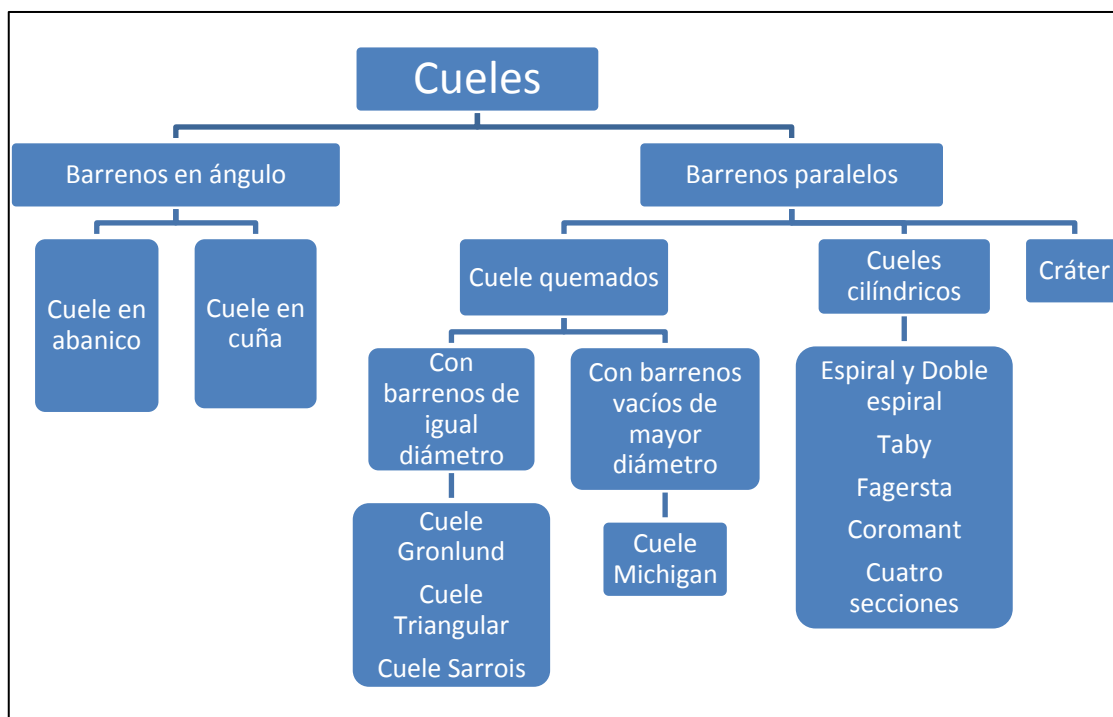 Cueles
Barrenos en ángulo
Barrenos paralelos
Cuele en
abanico
Cuele en
cuña
Cuele quemados
Cueles
cilíndricos
Cráter
Con
barrenos de
igual
diámetro
Con barrenos
vacíos de
mayor
diámetro
Espiral y Doble
espiral
Taby
Fagersta
Coromant
Cuatro
secciones
Cuele
Gronlund
Cuele
Triangular
Cuele Sarrois
Cuele
Michigan